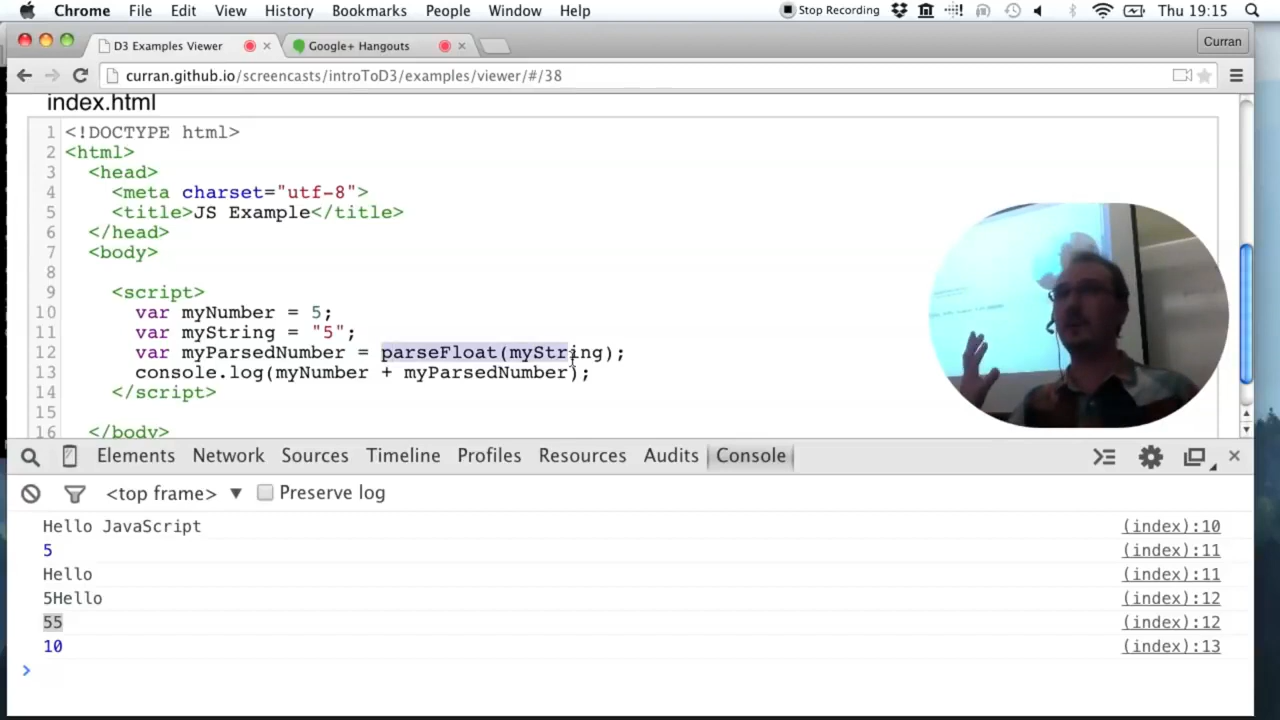 Chrome File Edit View History Bookmarks People Window Help Stop Recording Thu 19:15
D3 Examples Viewer × Google+ Hangouts × Curran
curran.github.io/screencasts/introToD3/examples/viewer/#/38
index.html
1 <!DOCTYPE html>
2 <html>
3 <head>
4 <meta charset="utf-8">
5 <title>JS Example</title>
6 </head>
7 <body>
8
9 <script>
10 var myNumber = 5;
11 var myString = "5";
12 var myParsedNumber = parseFloat(myString);
13 console.log(myNumber + myParsedNumber);
14 </script>
15
16 </body>
Elements Network Sources Timeline Profiles Resources Audits Console
<top frame> ▼ Preserve log
Hello JavaScript (index):10
5 (index):11
Hello (index):11
5Hello (index):12
55 (index):12
10 (index):13
>